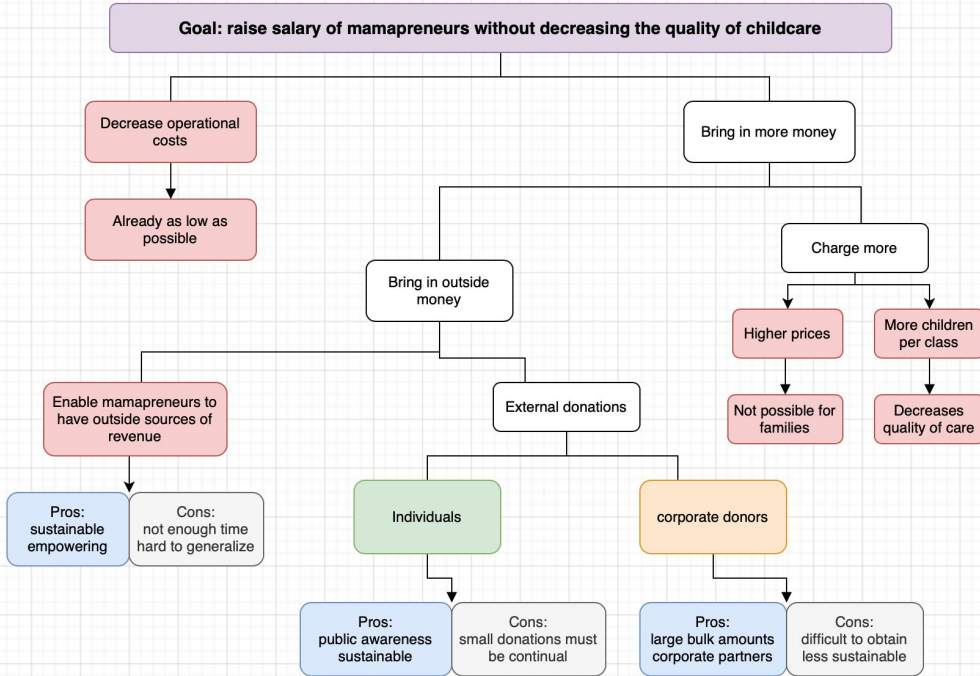 Goal: raise salary of mamapreneurs without decreasing the quality of childcare
Decrease operational
costs
Bring in more money
Already as low as
possible
Charge more
Bring in outside
money
Higher prices
More children
per class
Enable mamapreneurs to
have outside sources of
revenue
External donations
Not possible for
families
Decreases
quality of care
Pros:
sustainable
empowering
Cons:
not enough time
hard to generalize
Individuals
corporate donors
Pros:
public awareness
sustainable
Cons:
small donations must
be continual
Pros:
large bulk amounts
corporate partners
Cons:
difficult to obtain
less sustainable